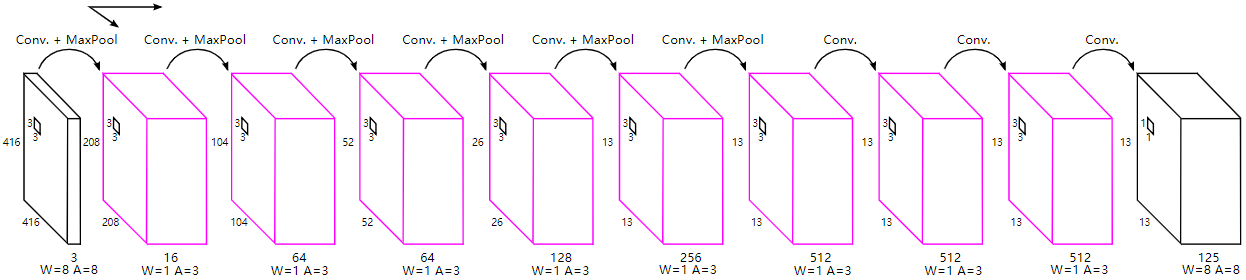 Conv. + MaxPool Conv. + MaxPool Conv. + MaxPool Conv. + MaxPool Conv. + MaxPool Conv. + MaxPool Conv. Conv. Conv.
3 3 3 3 3 3 3 3 3 1
3 3 3 3 3 3 3 3 3 1
416 208 104 52 26 13 13 13 13 13
416 208 104 52 26 13 13 13 13 13
3 16 64 64 128 256 512 512 512 125
W=8 A=8 W=1 A=3 W=1 A=3 W=1 A=3 W=1 A=3 W=1 A=3 W=1 A=3 W=1 A=3 W=1 A=3 W=8 A=8